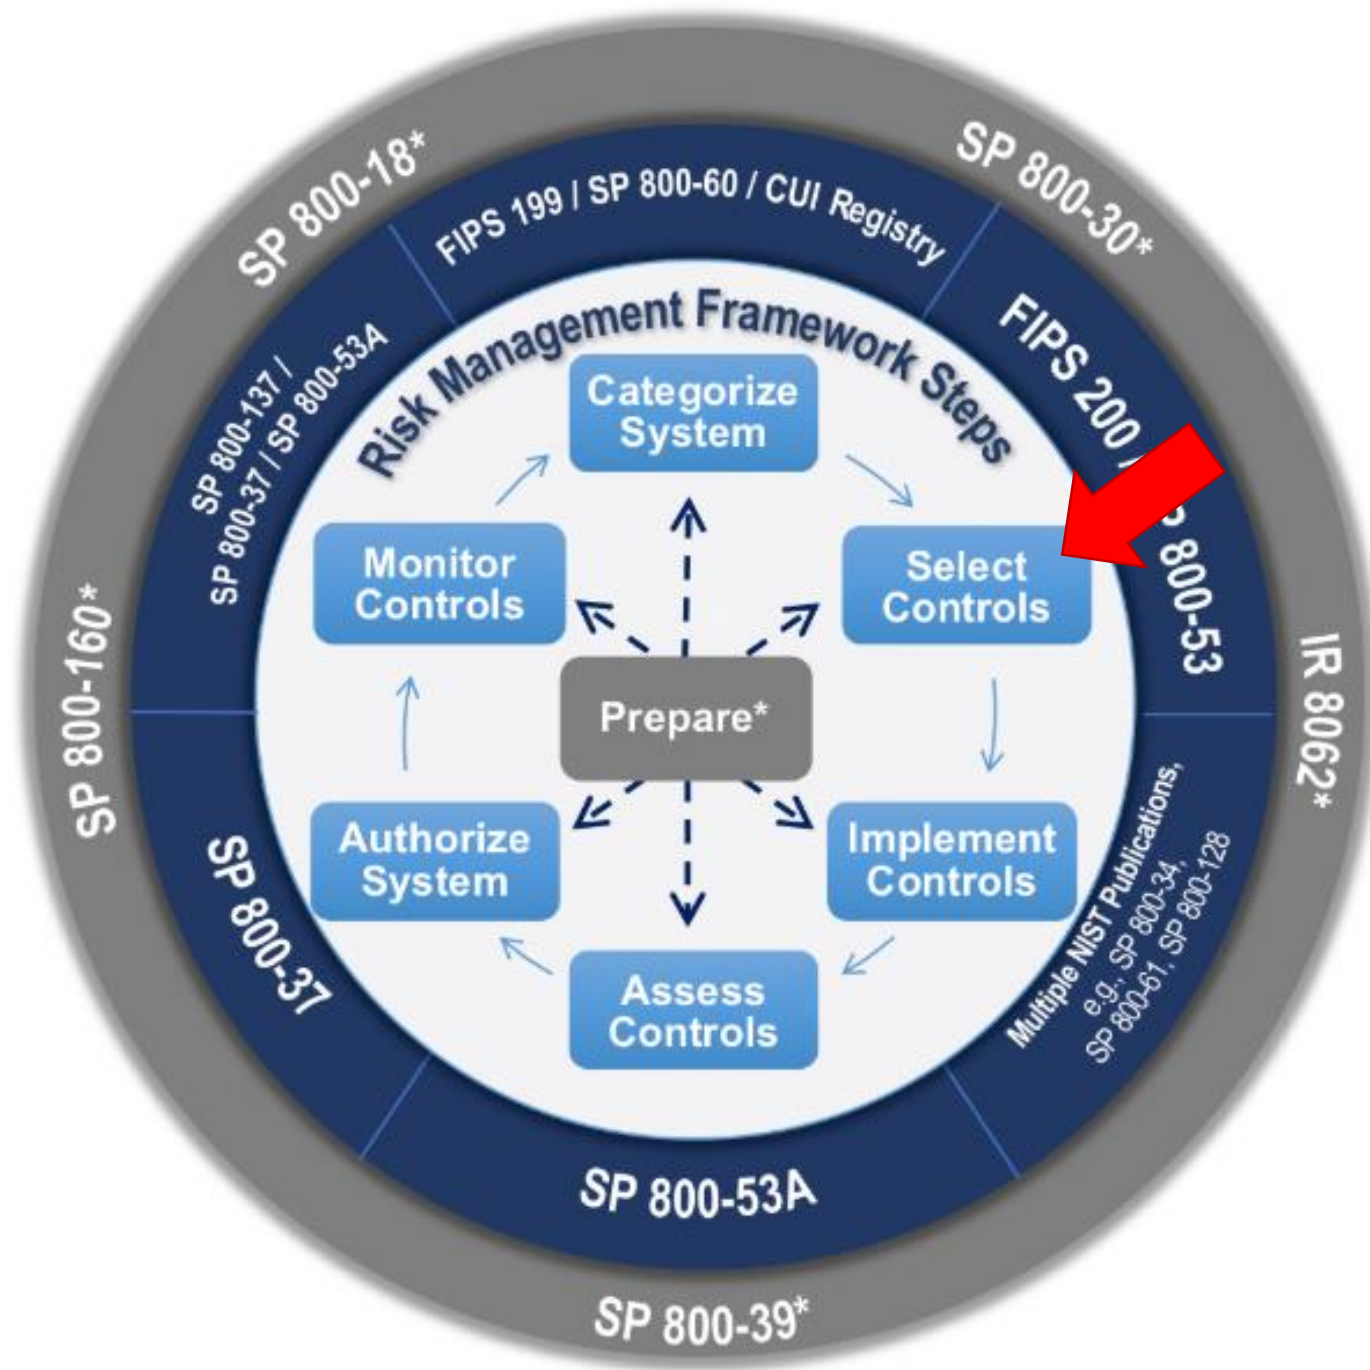 SP 800-18*
SP 800-30*
IR 8062*
SP 800-39*
SP 800-160*
FIPS 199 / SP 800-60 / CUI Registry
FIPS 200 /
800-53
Multiple NIST Publications,
e.g., SP 800-34,
SP 800-61, SP 800-128
SP 800-53A
SP 800-37
SP 800-137 /
SP 800-37 / SP 800-53A
Risk Management Framework Steps
Categorize
System
Select
Controls
Implement
Controls
Assess
Controls
Authorize
System
Monitor
Controls
Prepare*